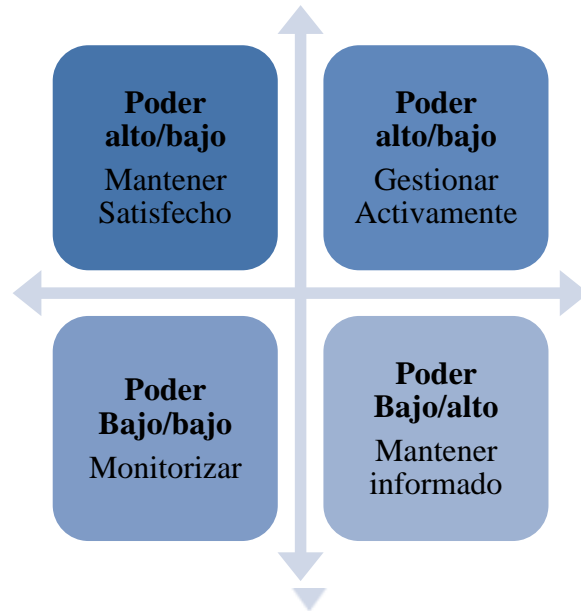 Poder
alto/bajo
Mantener
Satisfecho
Poder
alto/bajo
Gestionar
Activamente
Poder
Bajo/bajo
Monitorizar
Poder
Bajo/alto
Mantener
informado